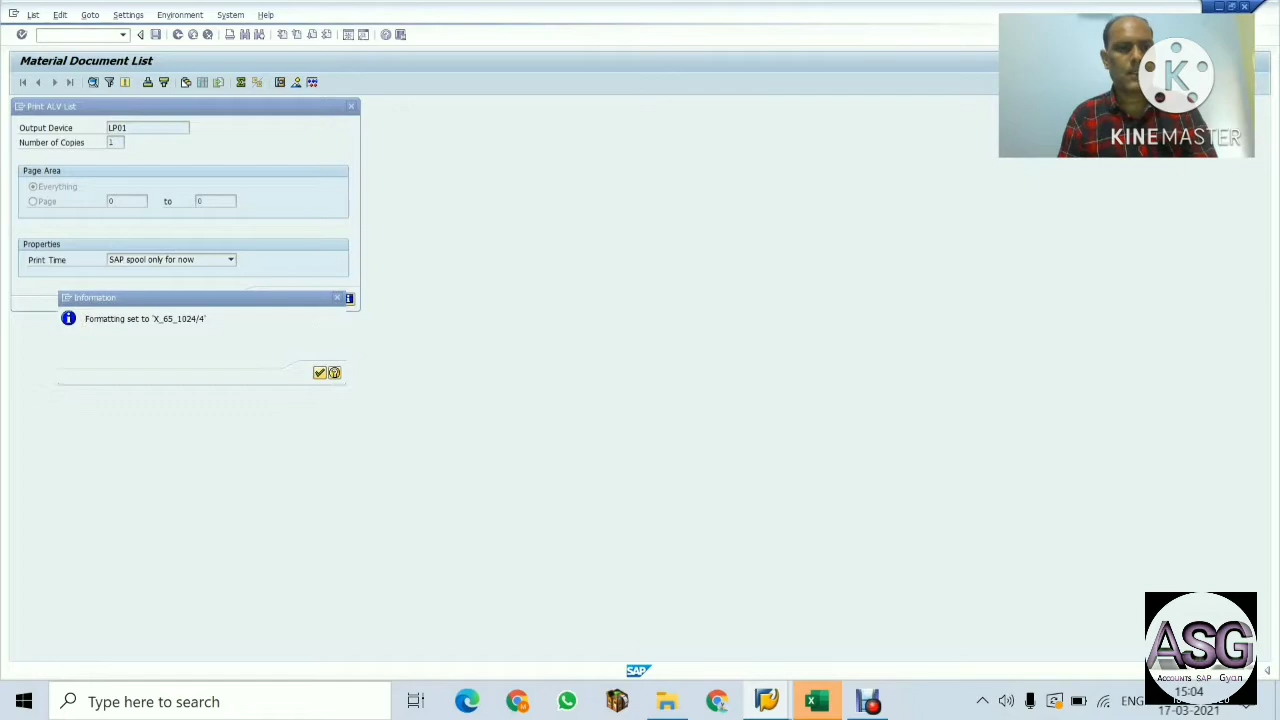 List Edit Goto Settings Environment System Help
Material Document List
Print ALV List
Output Device LP01
Number of Copies 1
Page Area
Everything
Page 0 to 0
Properties
Print Time SAP spool only for now
Information
Formatting set to 'X_65_1024/4'
K
KINEMASTER
SAP
ASG
Accounts SAP Gyan
Type here to search
ENG
15:04
17-03-2021